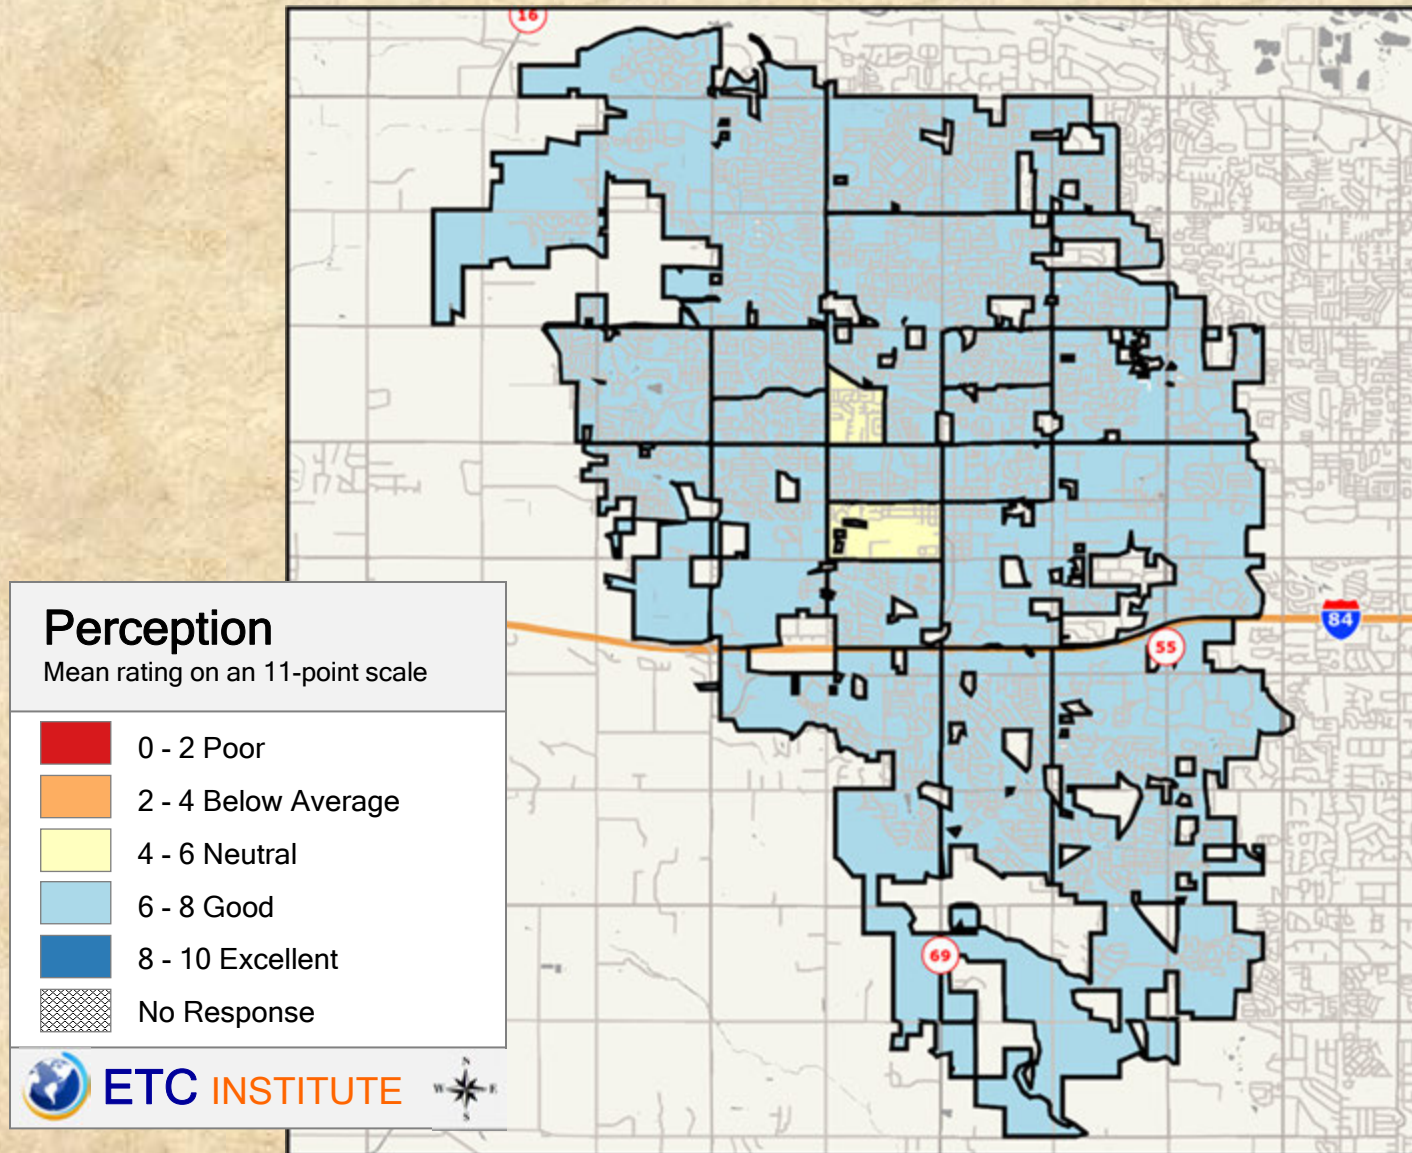 16
84
55
69
Perception
Mean rating on an 11-point scale
0 - 2 Poor
2 - 4 Below Average
4 - 6 Neutral
6 - 8 Good
8 - 10 Excellent
No Response
ETC INSTITUTE
N
W E
S